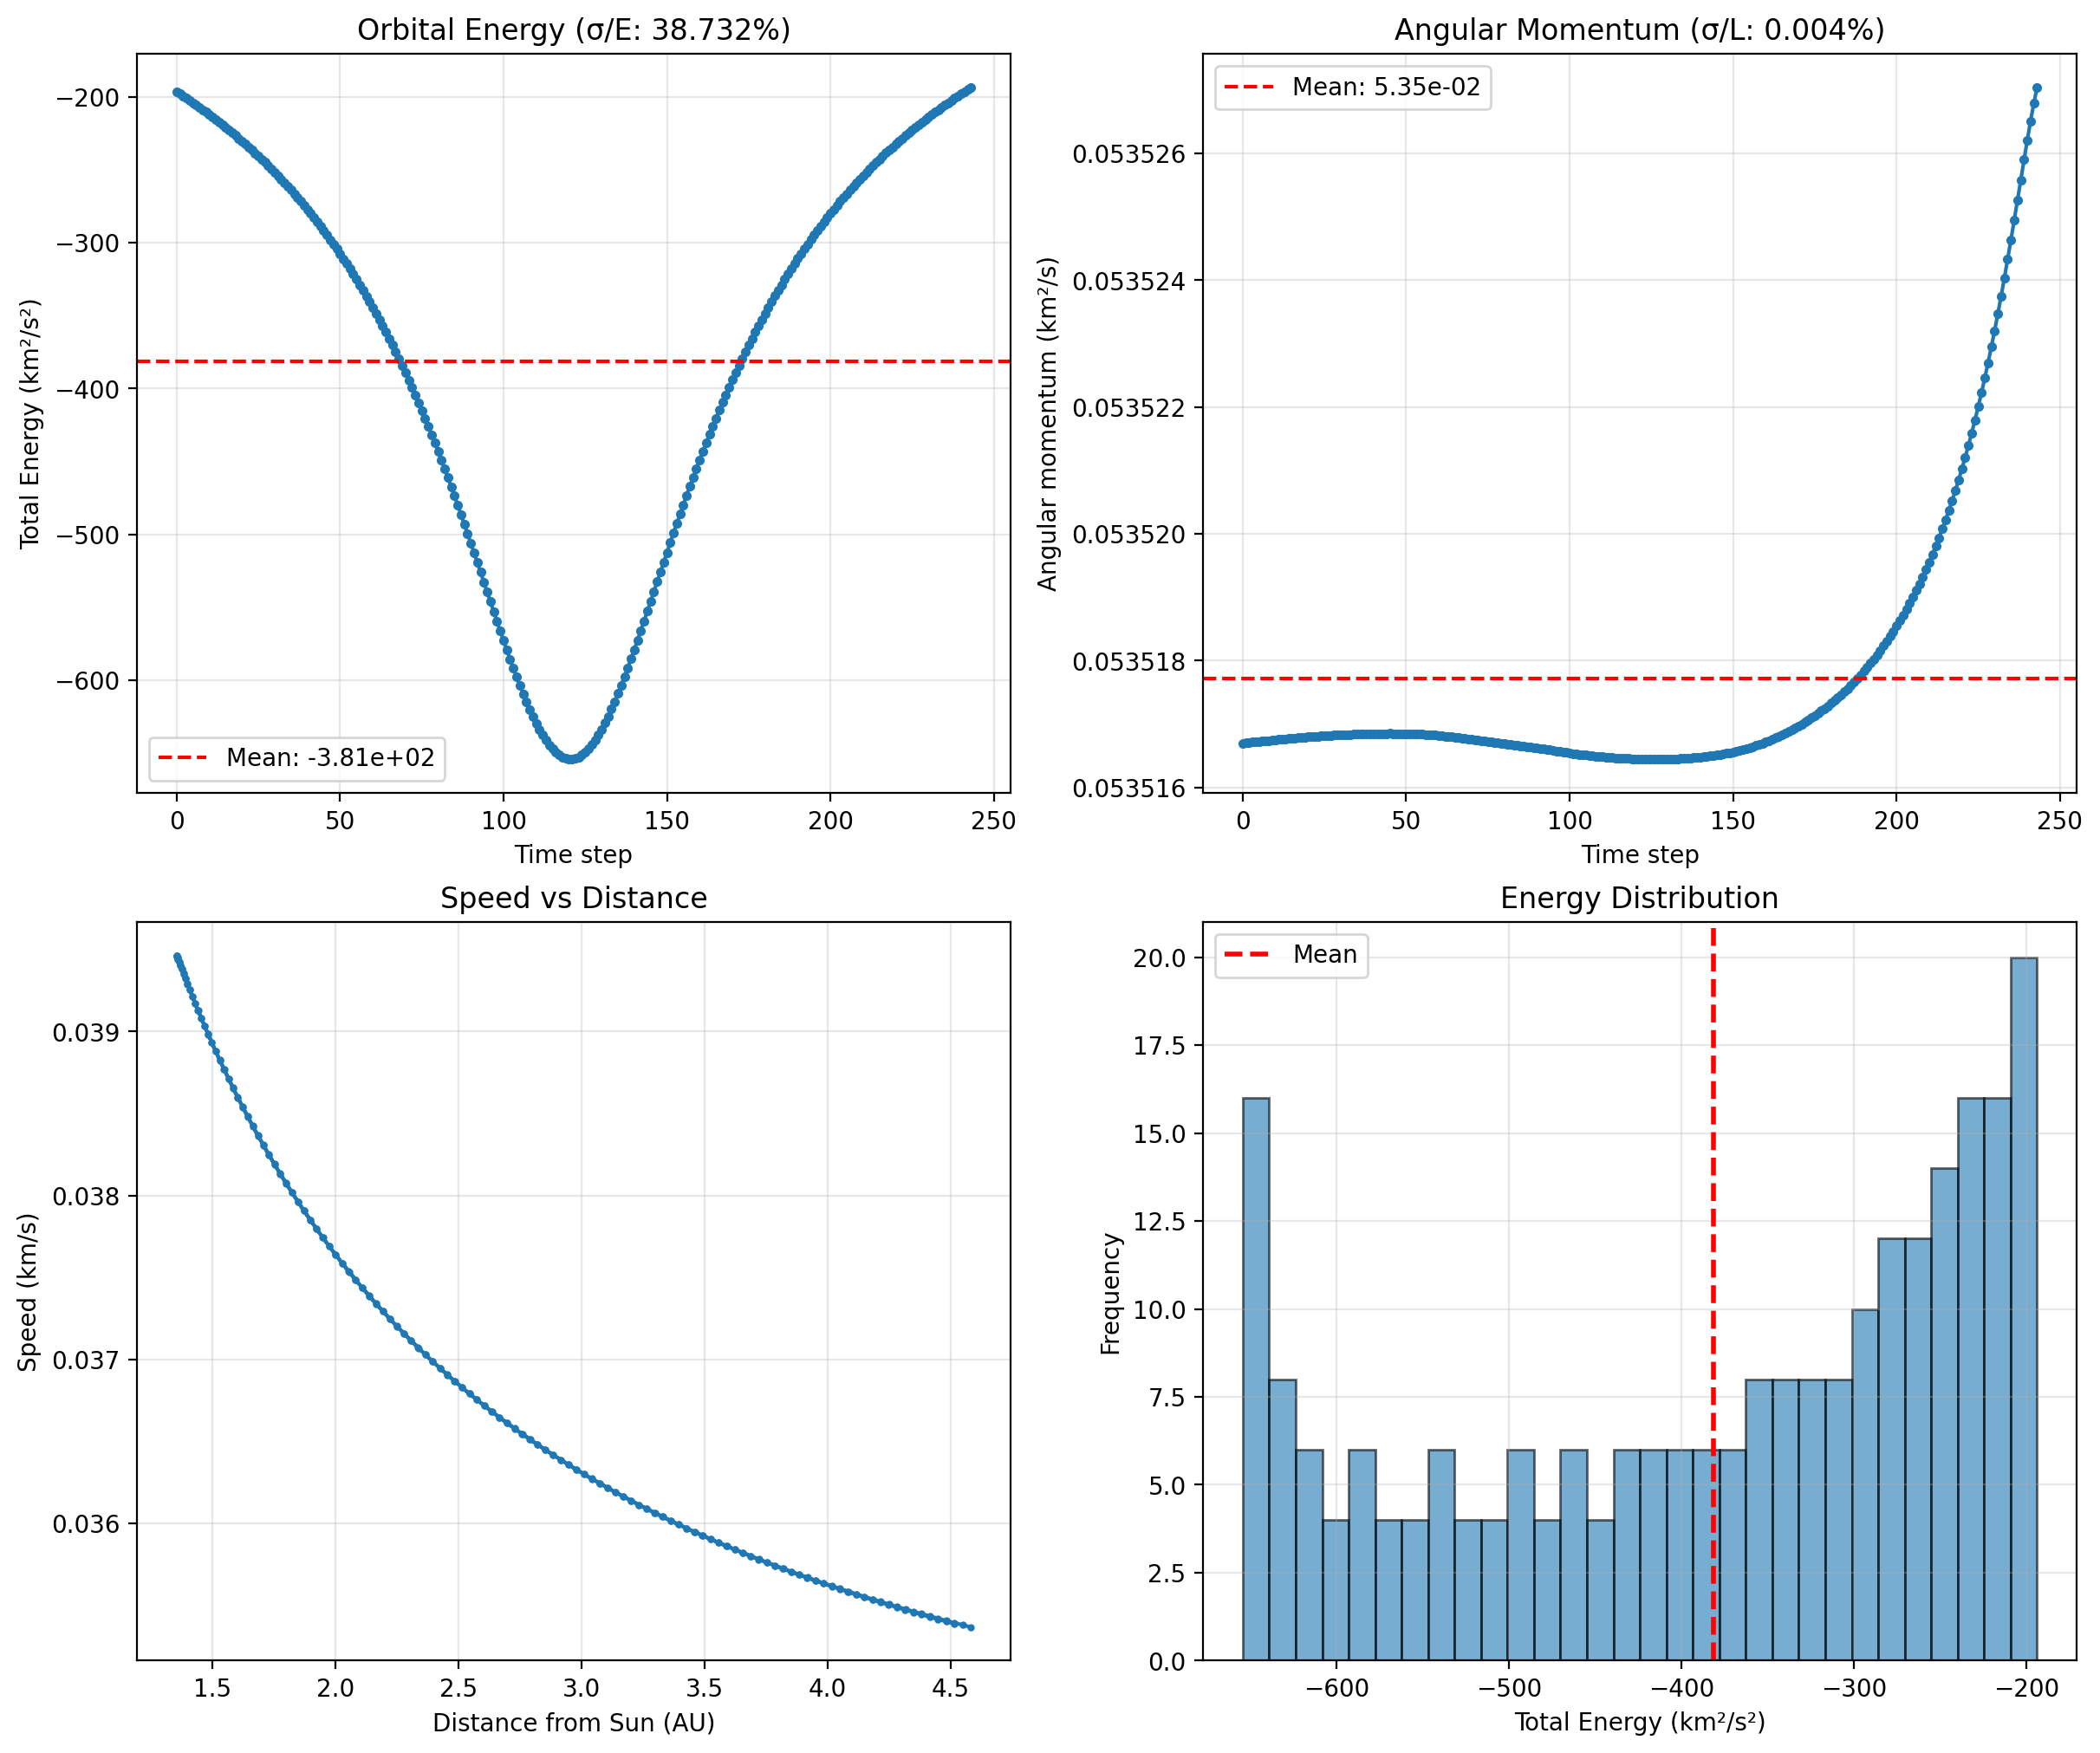 Orbital Energy (σ/E: 38.732%)
−200
−300
−400
−500
−600
Total Energy (km²/s²)
Mean: -3.81e+02
0 50 100 150 200 250
Time step
Angular Momentum (σ/L: 0.004%)
Mean: 5.35e-02
0.053526
0.053524
0.053522
0.053520
0.053518
0.053516
Angular momentum (km²/s)
0 50 100 150 200 250
Time step
Speed vs Distance
0.039
0.038
0.037
0.036
Speed (km/s)
1.5 2.0 2.5 3.0 3.5 4.0 4.5
Distance from Sun (AU)
Energy Distribution
Mean
20.0
17.5
15.0
12.5
10.0
7.5
5.0
2.5
0.0
Frequency
−600 −500 −400 −300 −200
Total Energy (km²/s²)